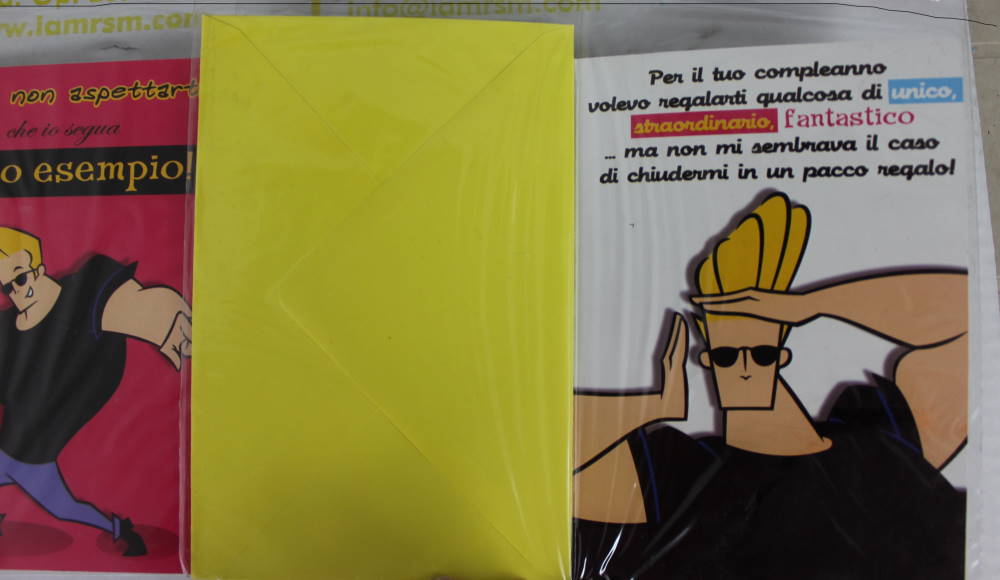 www.iamrsm.com
info@iamrsm.com
non aspettart
che io segua
o esempio!
Per il tuo compleanno
volevo regalarti qualcosa di unico,
straordinario, fantastico
... ma non mi sembrava il caso
di chiudermi in un pacco regalo!